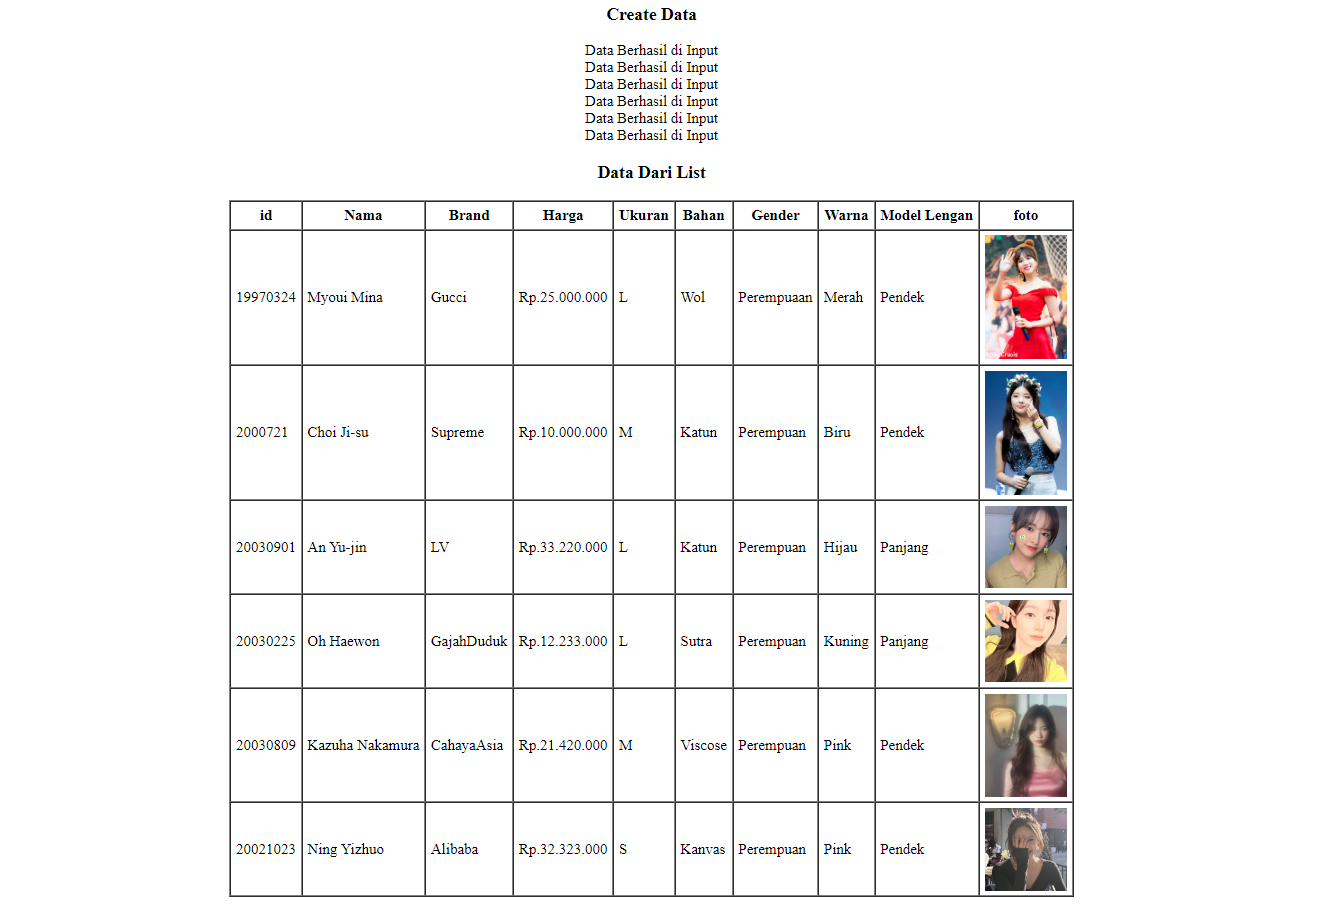 Create Data
Data Berhasil di Input
Data Berhasil di Input
Data Berhasil di Input
Data Berhasil di Input
Data Berhasil di Input
Data Berhasil di Input
Data Dari List
id Nama Brand Harga Ukuran Bahan Gender Warna Model Lengan foto
19970324 Myoui Mina Gucci Rp.25.000.000 L Wol Perempuaan Merah Pendek
2000721 Choi Ji-su Supreme Rp.10.000.000 M Katun Perempuan Biru Pendek
20030901 An Yu-jin LV Rp.33.220.000 L Katun Perempuan Hijau Panjang
20030225 Oh Haewon GajahDuduk Rp.12.233.000 L Sutra Perempuan Kuning Panjang
20030809 Kazuha Nakamura CahayaAsia Rp.21.420.000 M Viscose Perempuan Pink Pendek
20021023 Ning Yizhuo Alibaba Rp.32.323.000 S Kanvas Perempuan Pink Pendek